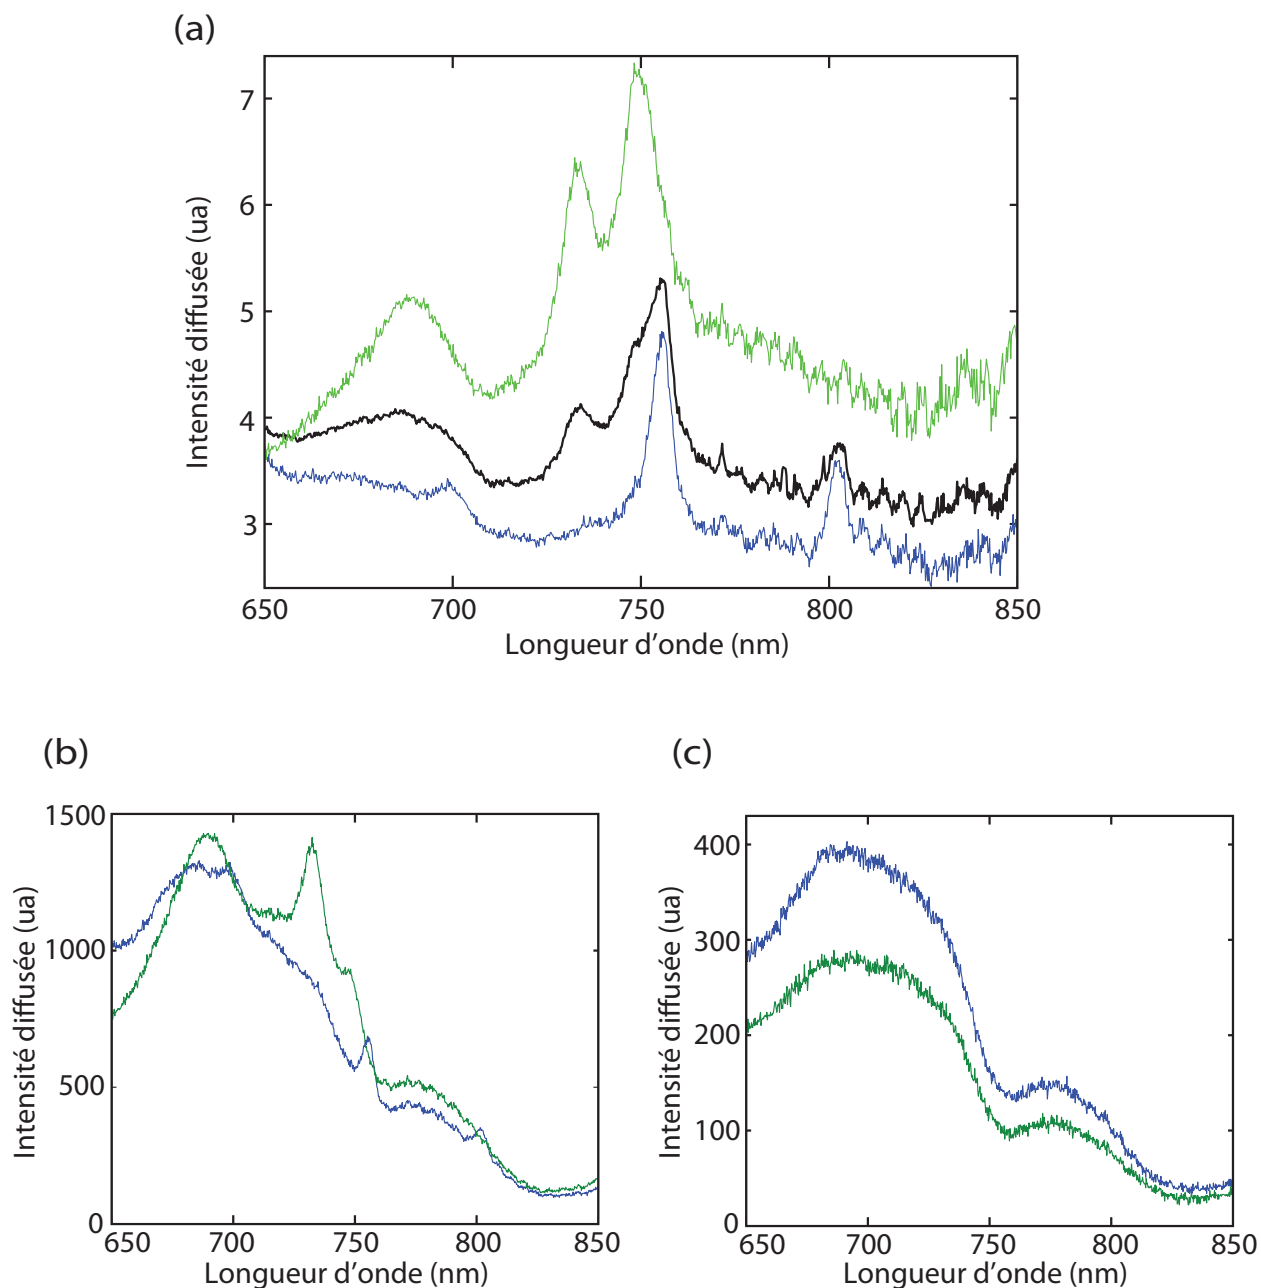 (a)
7
6
5
4
3
Intensité diffusée (ua)
650 700 750 800 850
Longueur d'onde (nm)
(b)
1500
1000
500
0
Intensité diffusée (ua)
650 700 750 800 850
Longueur d'onde (nm)
(c)
400
300
200
100
0
Intensité diffusée (ua)
650 700 750 800 850
Longueur d'onde (nm)